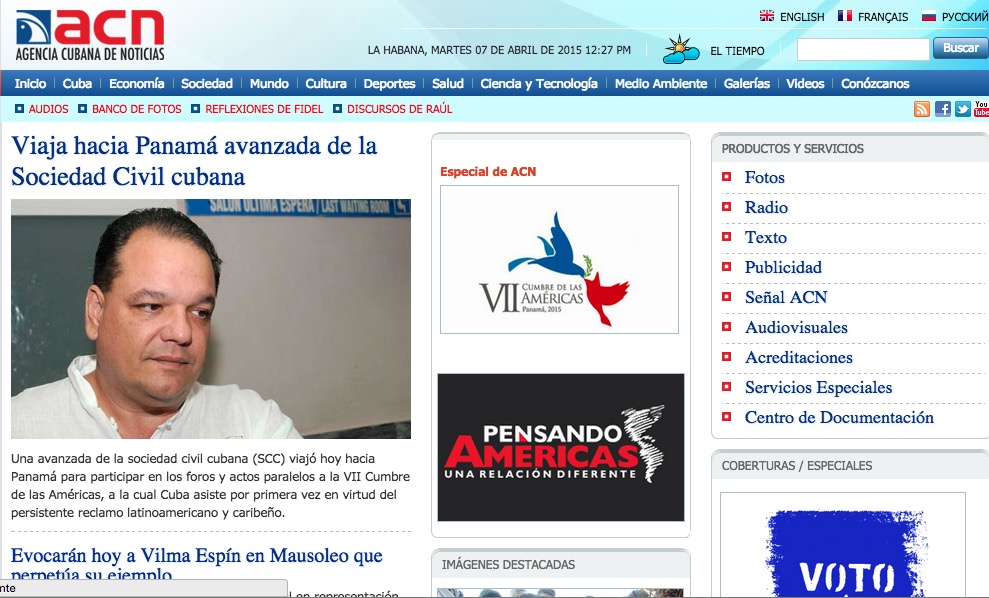 acn
AGENCIA CUBANA DE NOTICIAS
ENGLISH FRANÇAIS РУССКИЙ
LA HABANA, MARTES 07 DE ABRIL DE 2015 12:27 PM
EL TIEMPO
Buscar
Inicio Cuba Economía Sociedad Mundo Cultura Deportes Salud Ciencia y Tecnología Medio Ambiente Galerías Videos Conózcanos
AUDIOS BANCO DE FOTOS REFLEXIONES DE FIDEL DISCURSOS DE RAÚL
You
Tube
Viaja hacia Panamá avanzada de la
Sociedad Civil cubana
SALON ULTIMA ESPERA / LAST WAITING ROOM
Una avanzada de la sociedad civil cubana (SCC) viajó hoy hacia
Panamá para participar en los foros y actos paralelos a la VII Cumbre
de las Américas, a la cual Cuba asiste por primera vez en virtud del
persistente reclamo latinoamericano y caribeño.
Evocarán hoy a Vilma Espín en Mausoleo que
perpetúa su ejemplo
nte
en representación
Especial de ACN
VII CUMBRE DE LAS
AMÉRICAS
Panamá, 2015
PENSANDO
AMÉRICAS
UNA RELACIÓN DIFERENTE
IMÁGENES DESTACADAS
PRODUCTOS Y SERVICIOS
Fotos
Radio
Texto
Publicidad
Señal ACN
Audiovisuales
Acreditaciones
Servicios Especiales
Centro de Documentación
COBERTURAS / ESPECIALES
VOTO